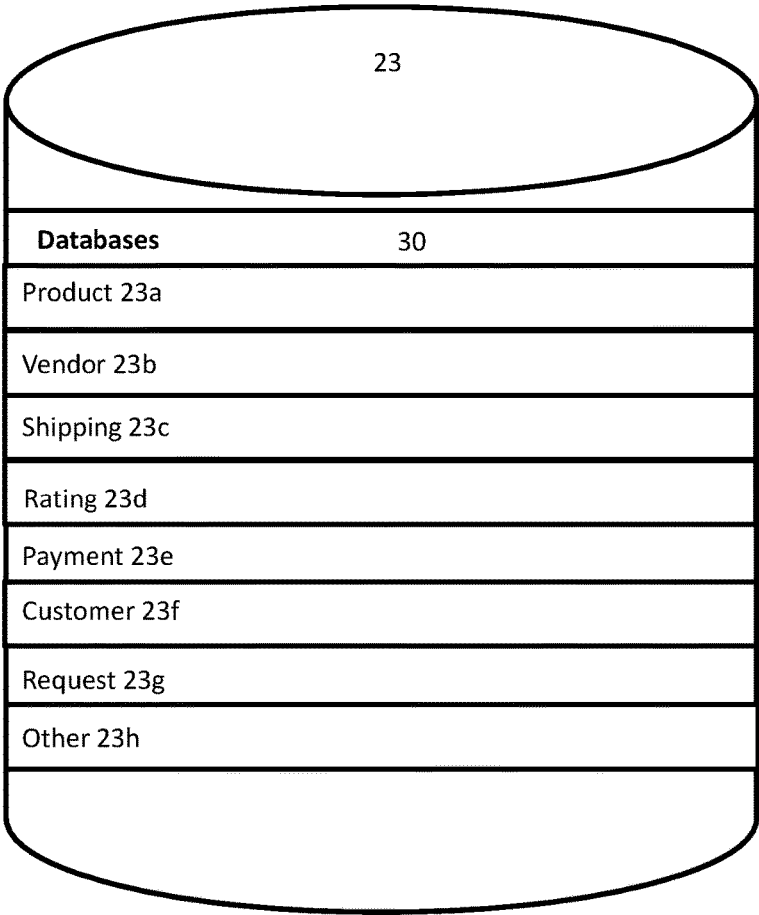 23
Databases 30
Product 23a
Vendor 23b
Shipping 23c
Rating 23d
Payment 23e
Customer 23f
Request 23g
Other 23h